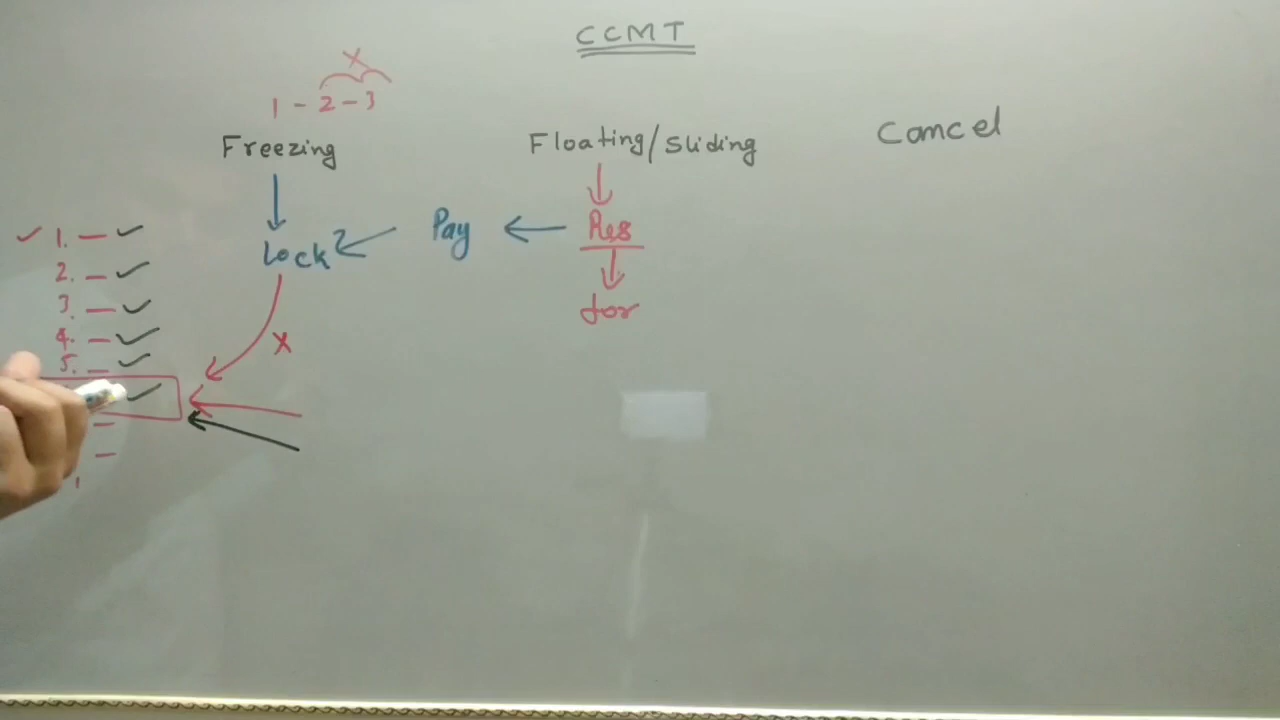 CCMT
1 - 2 - 3
x
Freezing
Floating/Sliding
Cancel
Lock
Pay
Res
for
x
1.
2.
3.
4.
5.